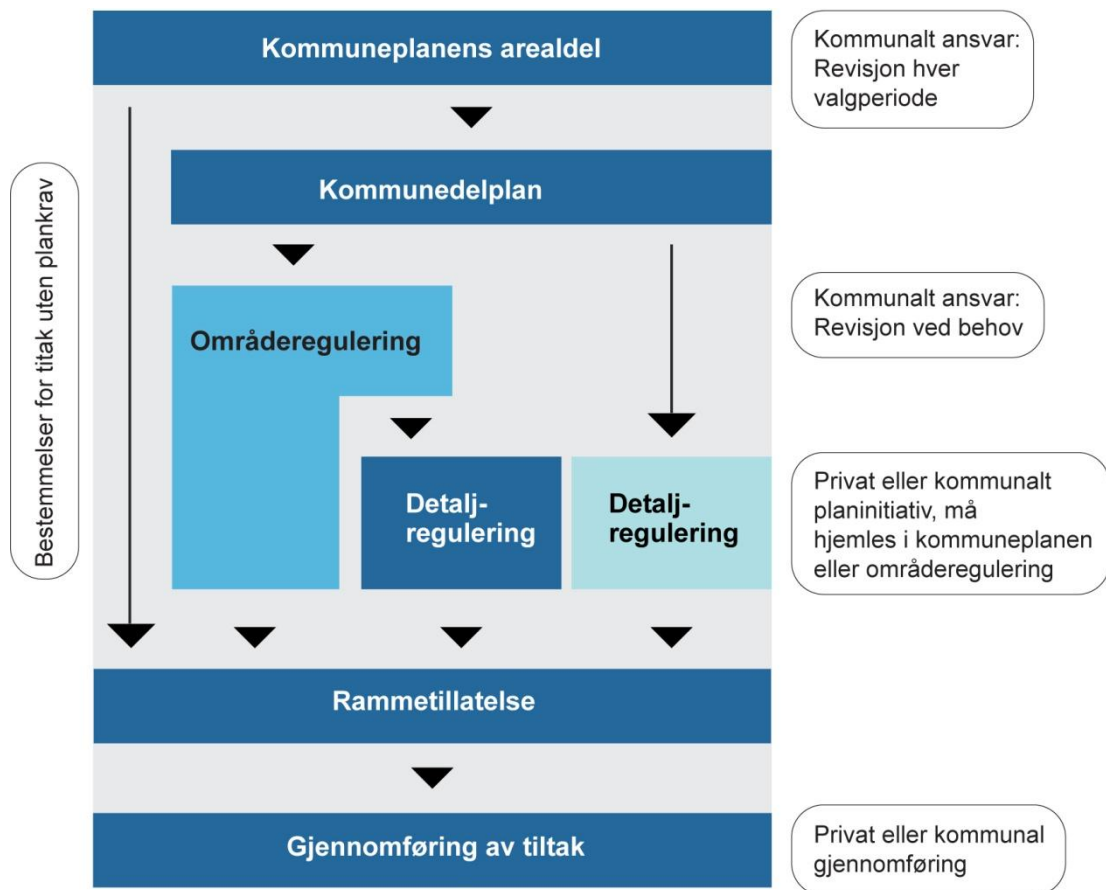 Kommuneplanens arealdel
Kommunalt ansvar:
Revisjon hver
valgperiode
Bestemmelser for titak uten plankrav
Kommunedelplan
Områderegulering
Kommunalt ansvar:
Revisjon ved behov
Detalj-
regulering
Detalj-
regulering
Privat eller kommunalt
planinitiativ, må
hjemles i kommuneplanen
eller områderegulering
Rammetillatelse
Gjennomføring av tiltak
Privat eller kommunal
gjennomføring